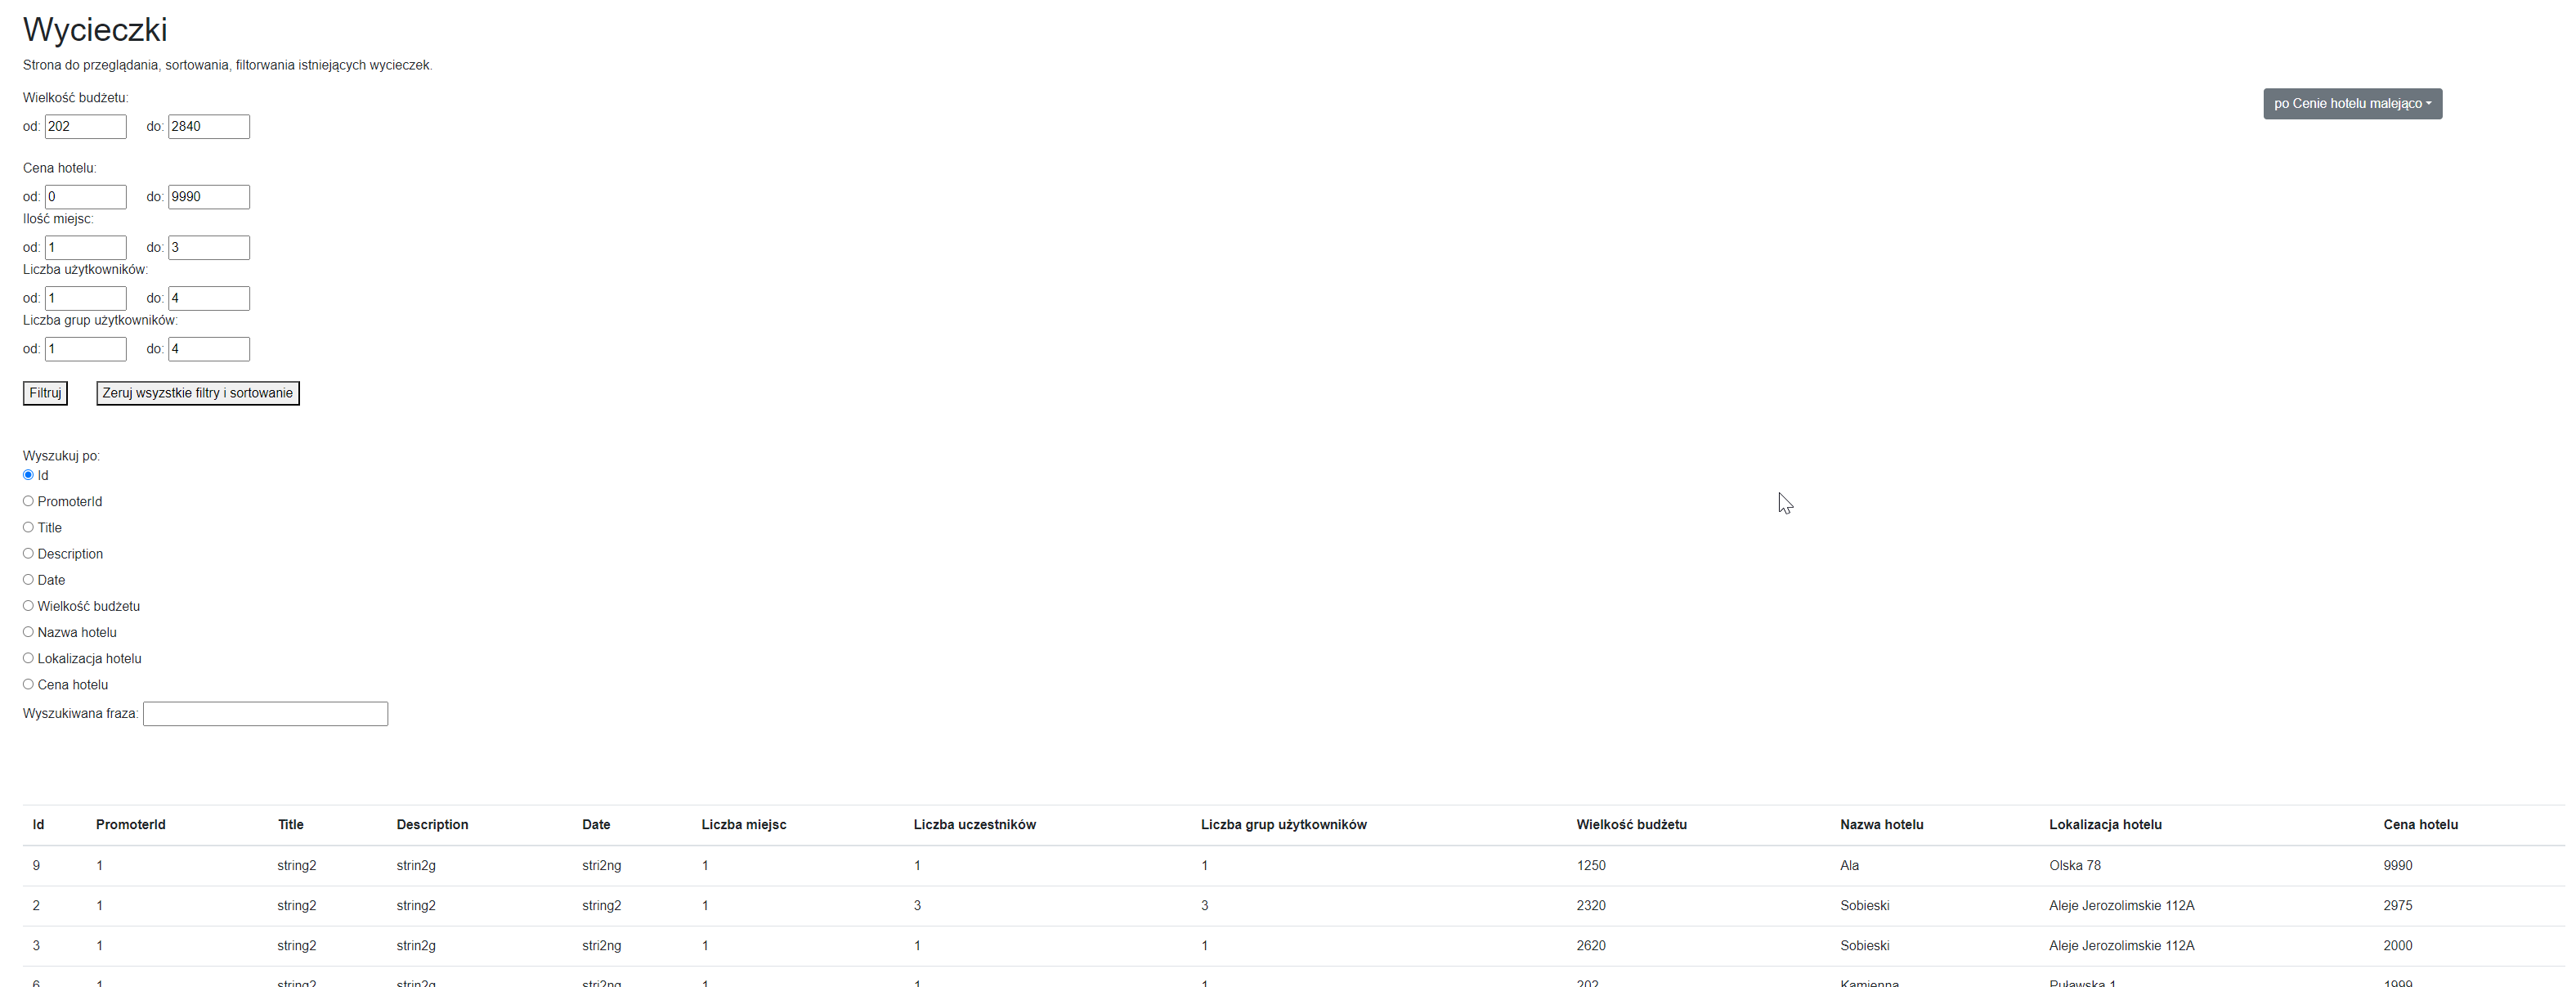 Wycieczki
Strona do przeglądania, sortowania, filtorwania istniejących wycieczek.
Wielkość budżetu:
po Cenie hotelu malejąco
od: 202 do: 2840
Cena hotelu:
od: 0 do: 9990
Ilość miejsc:
od: 1 do: 3
Liczba użytkowników:
od: 1 do: 4
Liczba grup użytkowników:
od: 1 do: 4
Filtruj Zeruj wsyzstkie filtry i sortowanie
Wyszukuj po:
Id
PromoterId
Title
Description
Date
Wielkość budżetu
Nazwa hotelu
Lokalizacja hotelu
Cena hotelu
Wyszukiwana fraza:
Id PromoterId Title Description Date Liczba miejsc Liczba uczestników Liczba grup użytkowników Wielkość budżetu Nazwa hotelu Lokalizacja hotelu Cena hotelu
9 1 string2 strin2g stri2ng 1 1 1 1250 Ala Olska 78 9990
2 1 string2 string2 string2 1 3 3 2320 Sobieski Aleje Jerozolimskie 112A 2975
3 1 string2 strin2g stri2ng 1 1 1 2620 Sobieski Aleje Jerozolimskie 112A 2000
6 1 string2 strin2g stri2ng 1 1 1 202 Kamienna Puławska 1 1999